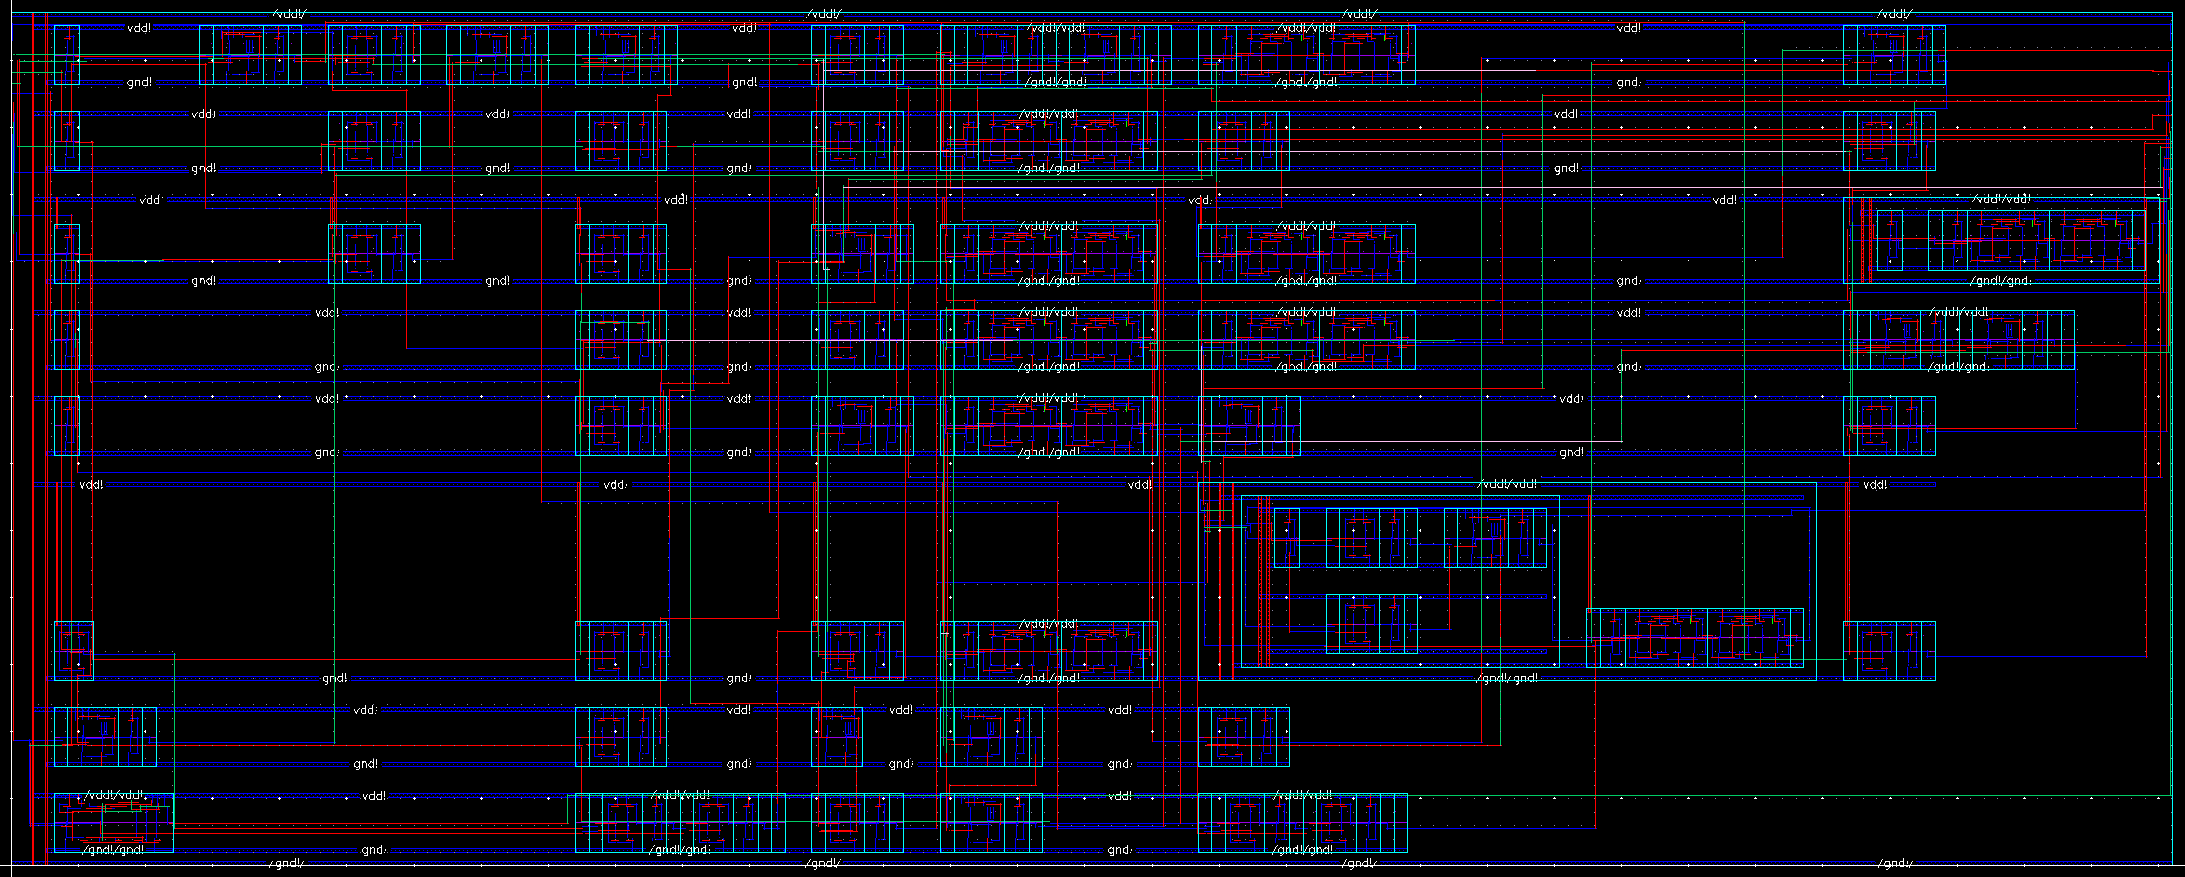 /vdd!/ /vdd!/ /vdd!/ /vdd!/
vdd! vdd! /vdd!/vdd! /vdd!/vdd! vdd!
gnd! gnd! /gnd!/gnd! /gnd!/gnd! gnd!
vdd! vdd! vdd! /vdd!/vdd! vdd!
gnd! gnd! gnd! /gnd!/gnd! gnd!
vdd! vdd! vdd! vdd! /vdd!/vdd!
/vdd!/vdd! /vdd!/vdd!
gnd! gnd! gnd! /gnd!/gnd! /gnd!/gnd! gnd! /gnd!/gnd!
vdd! vdd! /vdd!/vdd! /vdd!/vdd! vdd! /vdd!/vdd!
gnd! gnd! /gnd!/gnd! /gnd!/gnd! gnd! /gnd!/gnd!
vdd! vdd! /vdd!/vdd! vdd!
gnd! gnd! /gnd!/gnd! gnd!
vdd! vdd! vdd! /vdd!/vdd! vdd!
/vdd!/vdd!
gnd! gnd! /gnd!/gnd! /gnd!/gnd!
vdd! vdd! vdd! vdd!
gnd! gnd! gnd! gnd!
/vdd!/vdd! vdd! /vdd!/vdd! vdd! /vdd!/vdd!
/gnd!/gnd! gnd! /gnd!/gnd! gnd! /gnd!/gnd!
/gnd!/ /gnd!/ /gnd!/ /gnd!/